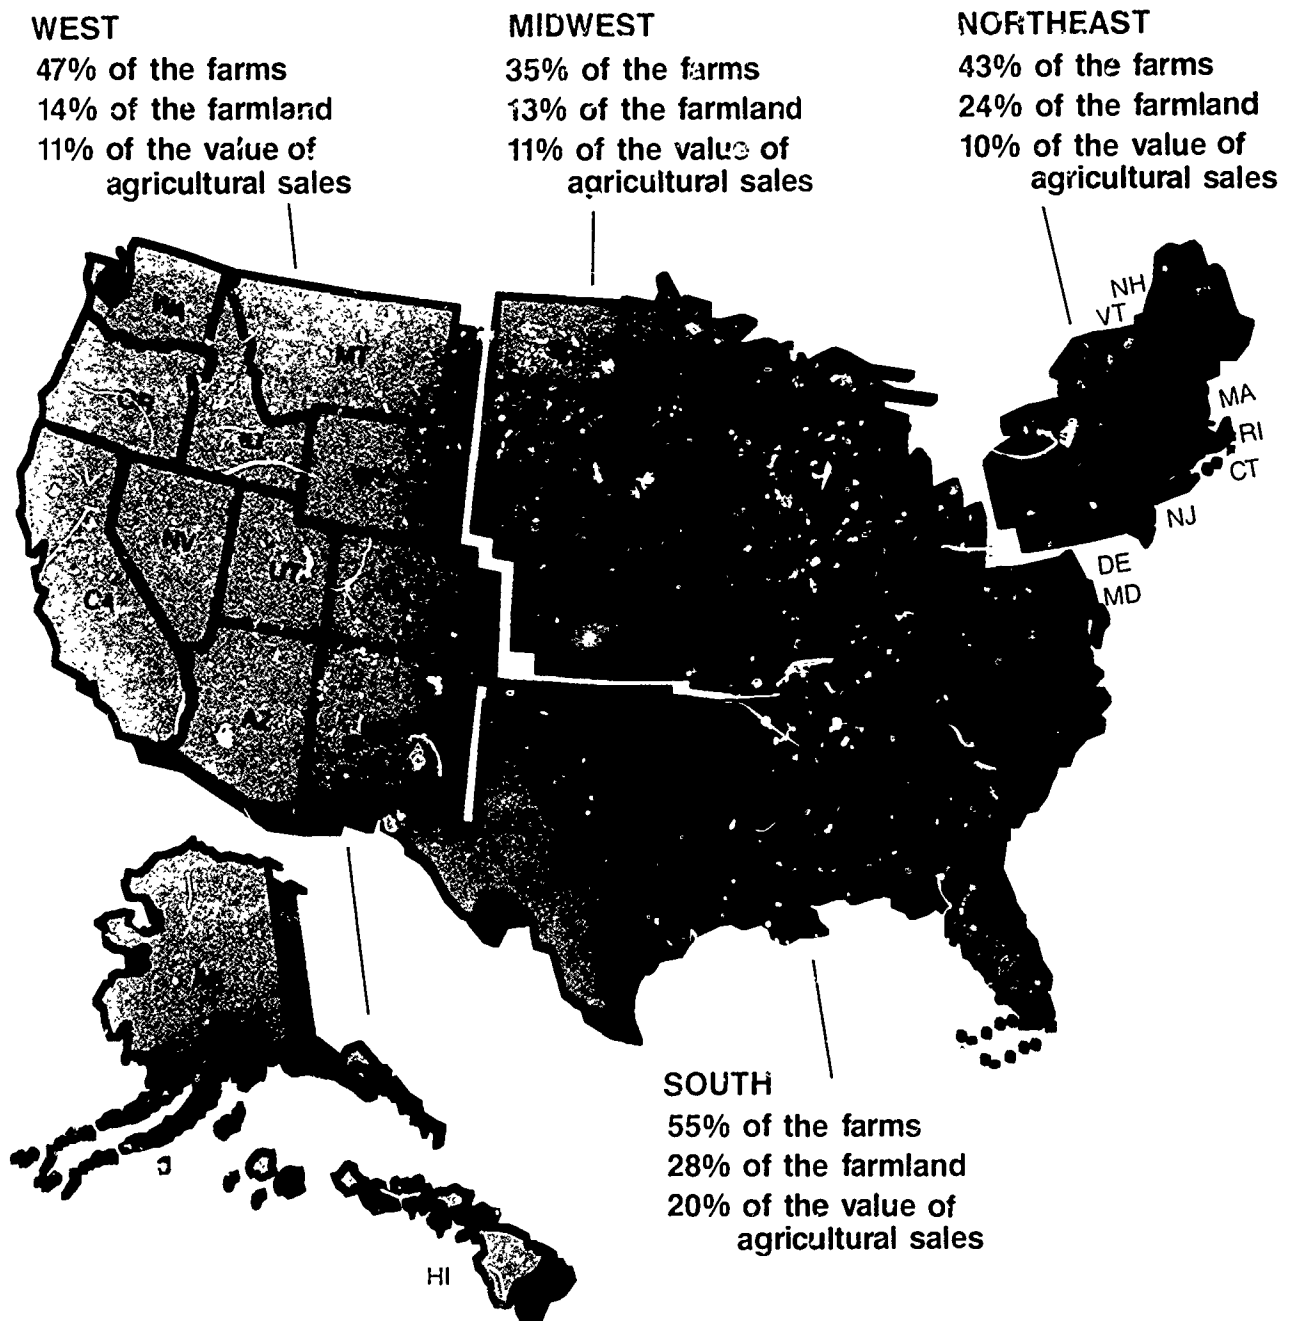 WEST
47% of the farms
14% of the farmland
11% of the value of
agricultural sales
MIDWEST
35% of the farms
13% of the farmland
11% of the value of
agricultural sales
NORTHEAST
43% of the farms
24% of the farmland
10% of the value of
agricultural sales
NH
VT
MA
RI
CT
NJ
DE
MD
WA
MT
OR
NV
UT
CA
AZ
SOUTH
55% of the farms
28% of the farmland
20% of the value of
agricultural sales
HI